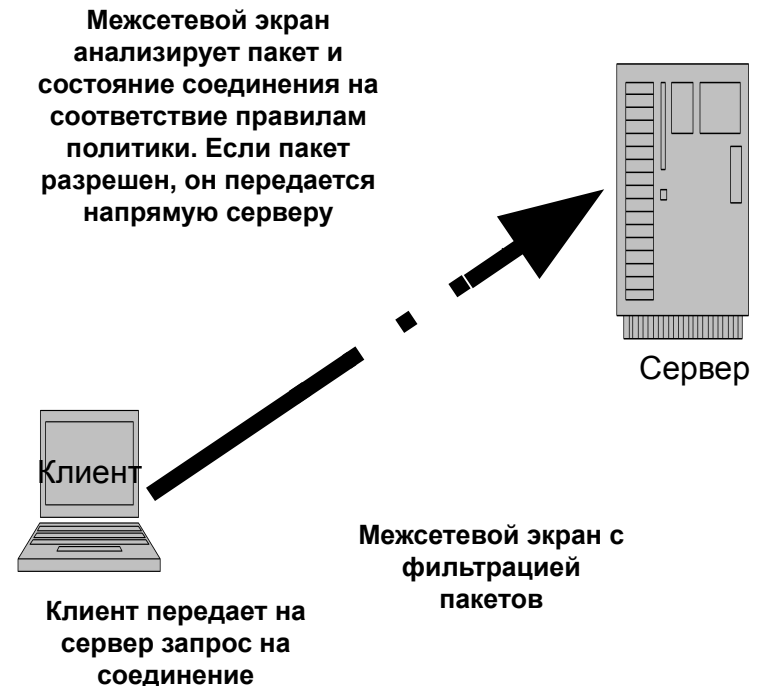 Межсетевой экран
анализирует пакет и
состояние соединения на
соответствие правилам
политики. Если пакет
разрешен, он передается
напрямую серверу
Сервер
Клиент
Межсетевой экран с
фильтрацией
пакетов
Клиент передает на
сервер запрос на
соединение